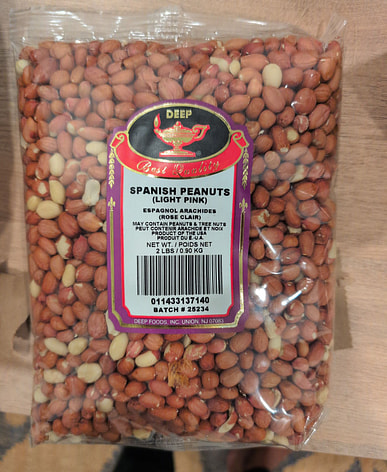 DEEP
Best Quality
SPANISH PEANUTS
(LIGHT PINK)
ESPAGNOL ARACHIDES
(ROSE CLAIR)
MAY CONTAIN PEANUTS & TREE NUTS
PEUT CONTENIR ARACHIDE ET NOIX
PRODUCT OF THE USA
PRODUIT DU E.-U.A.
NET WT. / POIDS NET
2 LBS / 0.90 KG
011433137140
BATCH # 25234
DEEP FOODS, INC. UNION, NJ 07083